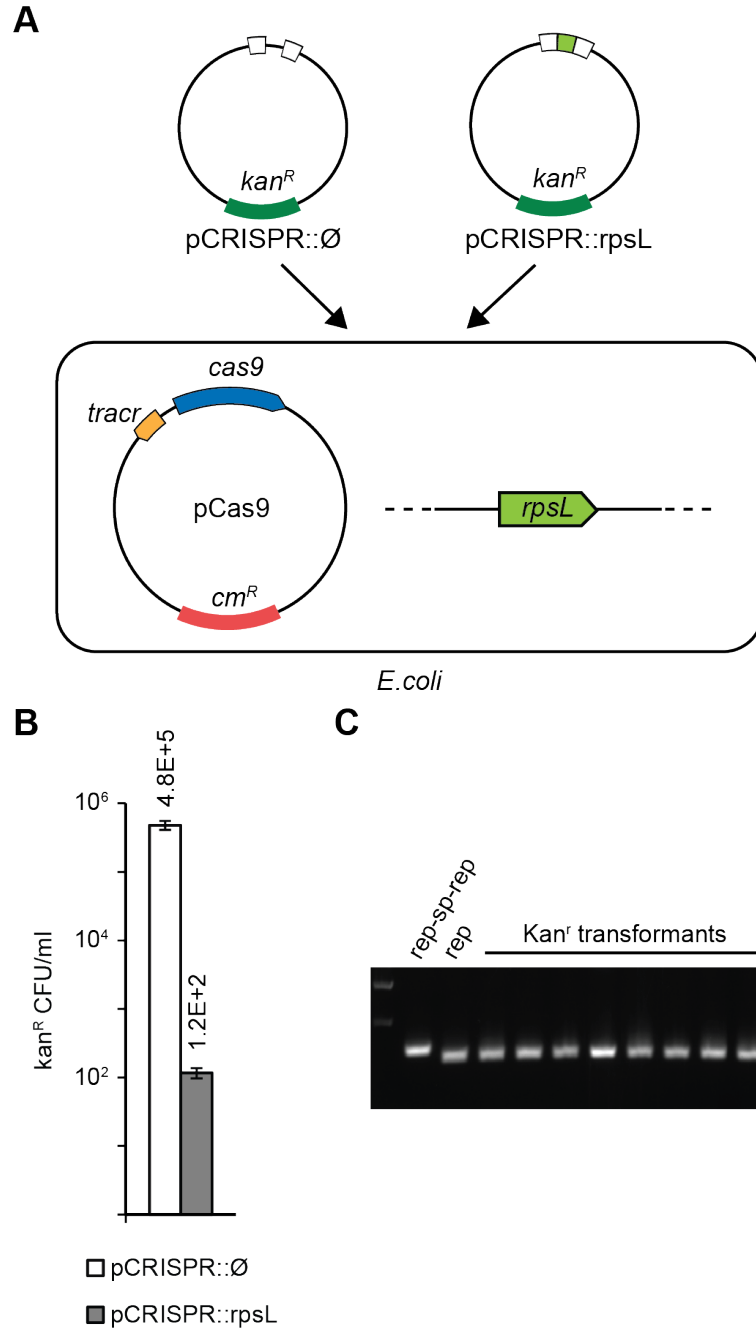 A
kanᴿ
kanᴿ
pCRISPR::Ø
pCRISPR::rpsL
cas9
tracr
pCas9
rpsL
cmᴿ
E.coli
B
C
10⁶
10⁴
10²
kanᴿ CFU/ml
4.8E+5
1.2E+2
rep-sp-rep
rep
Kanʳ transformants
pCRISPR::Ø
pCRISPR::rpsL